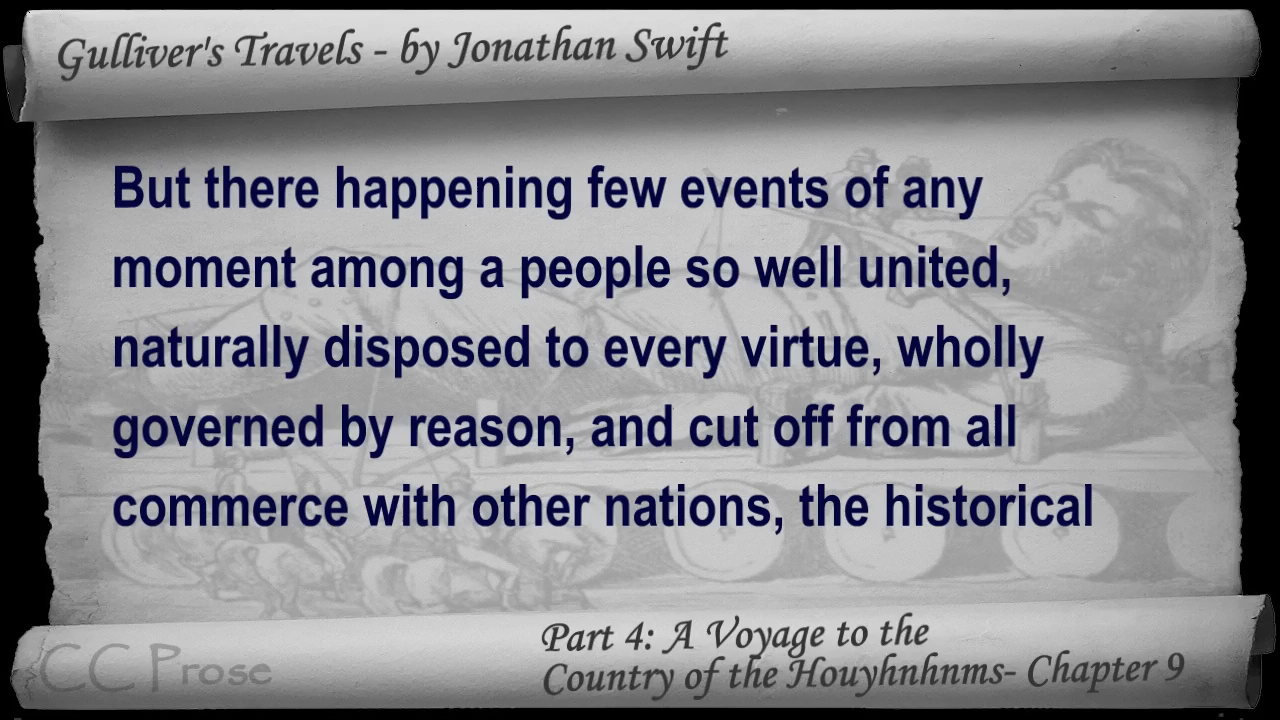 Gulliver's Travels - by Jonathan Swift
But there happening few events of any
moment among a people so well united,
naturally disposed to every virtue, wholly
governed by reason, and cut off from all
commerce with other nations, the historical
Part 4: A Voyage to the
Country of the Houyhnhnms- Chapter 9
CC Prose